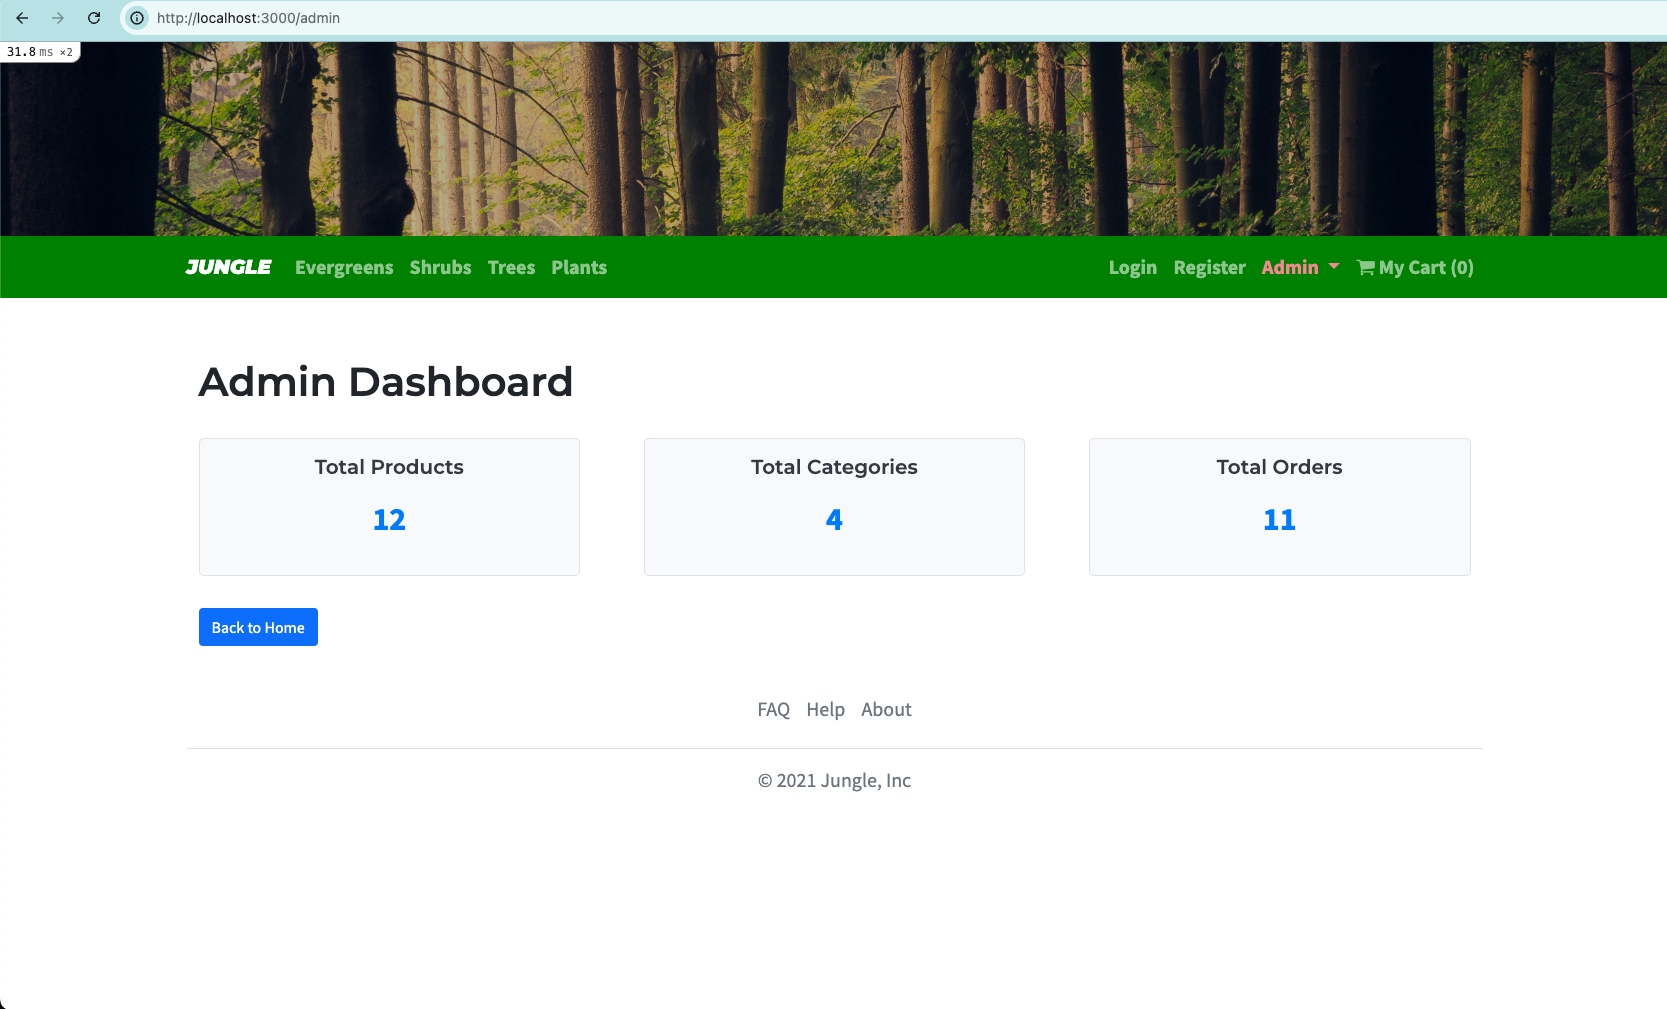 http://localhost:3000/admin
31.8 ms ×2
JUNGLE Evergreens Shrubs Trees Plants Login Register Admin My Cart (0)
Admin Dashboard
Total Products Total Categories Total Orders
12 4 11
Back to Home
FAQ Help About
© 2021 Jungle, Inc